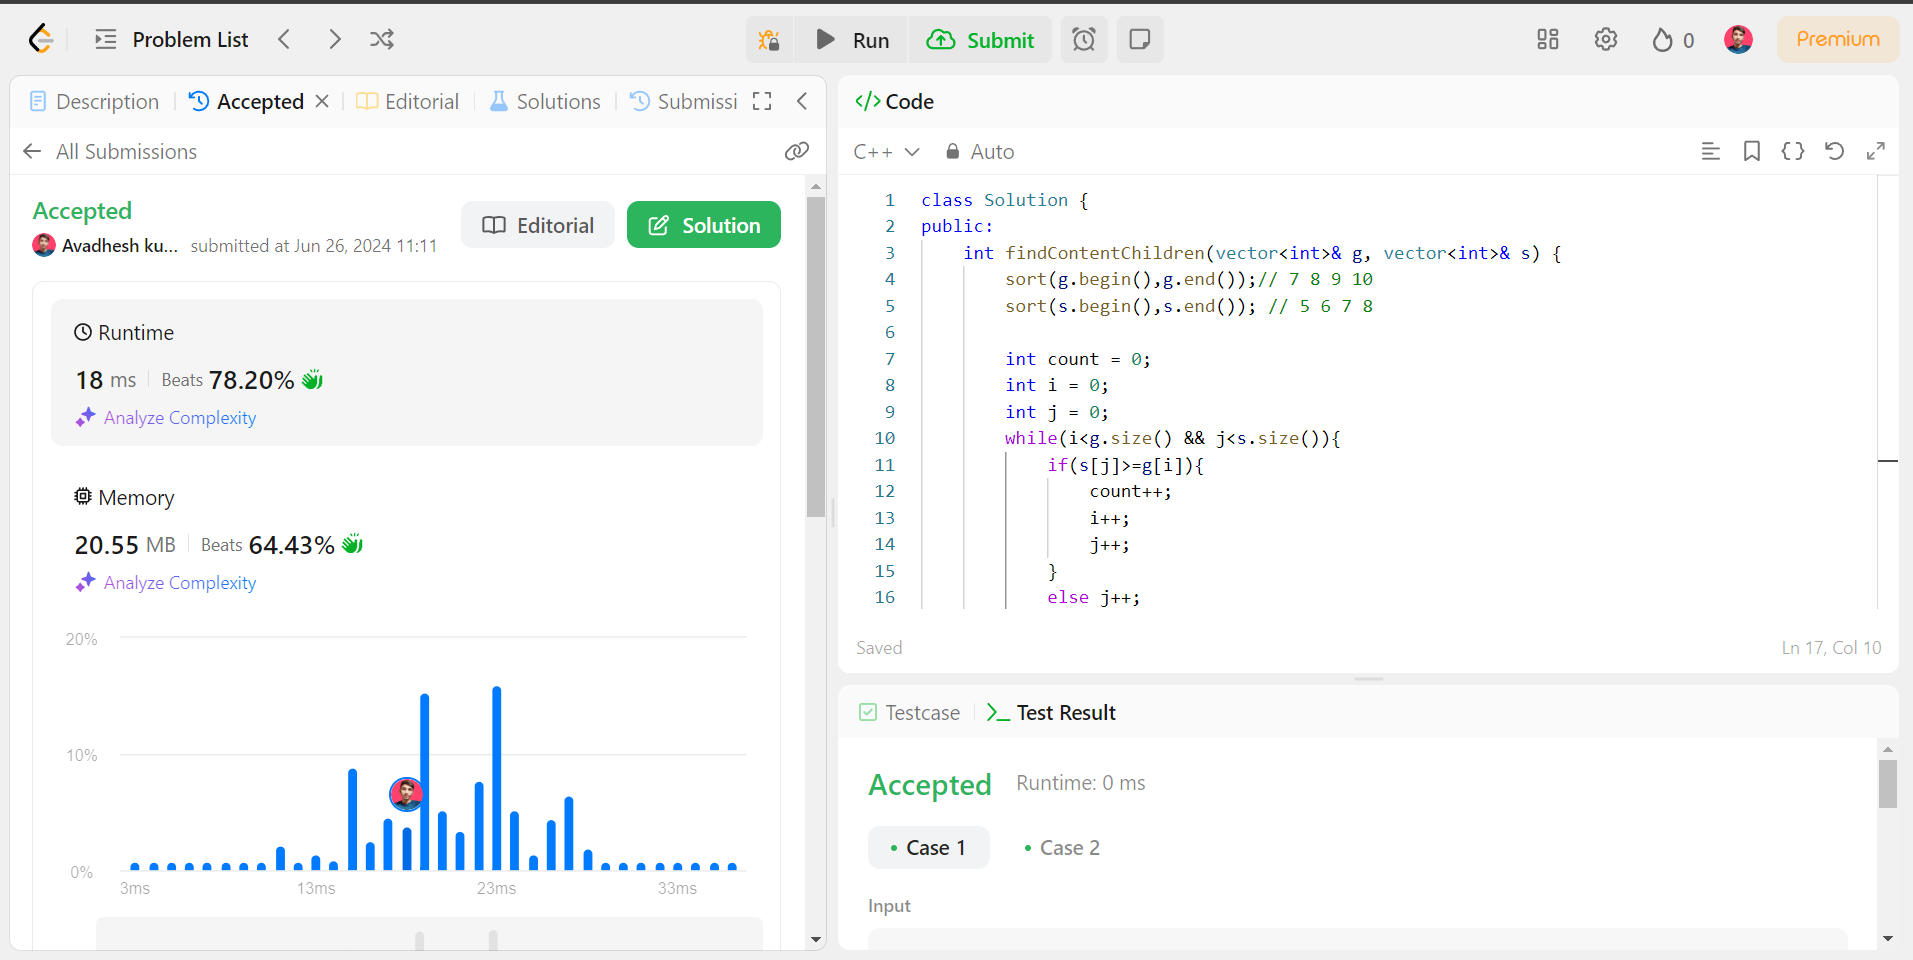 Problem List
Run
Submit
0
Premium
Description
Accepted
Editorial
Solutions
Submissi
All Submissions
Accepted
Avadhesh ku... submitted at Jun 26, 2024 11:11
Editorial
Solution
Runtime
18 ms Beats 78.20%
Analyze Complexity
Memory
20.55 MB Beats 64.43%
Analyze Complexity
20%
10%
0%
3ms 13ms 23ms 33ms
</> Code
C++ Auto
1 class Solution {
2 public:
3 int findContentChildren(vector<int>& g, vector<int>& s) {
4 sort(g.begin(),g.end());// 7 8 9 10
5 sort(s.begin(),s.end()); // 5 6 7 8
6
7 int count = 0;
8 int i = 0;
9 int j = 0;
10 while(i<g.size() && j<s.size()){
11 if(s[j]>=g[i]){
12 count++;
13 i++;
14 j++;
15 }
16 else j++;
Saved
Ln 17, Col 10
Testcase
Test Result
Accepted Runtime: 0 ms
• Case 1 • Case 2
Input